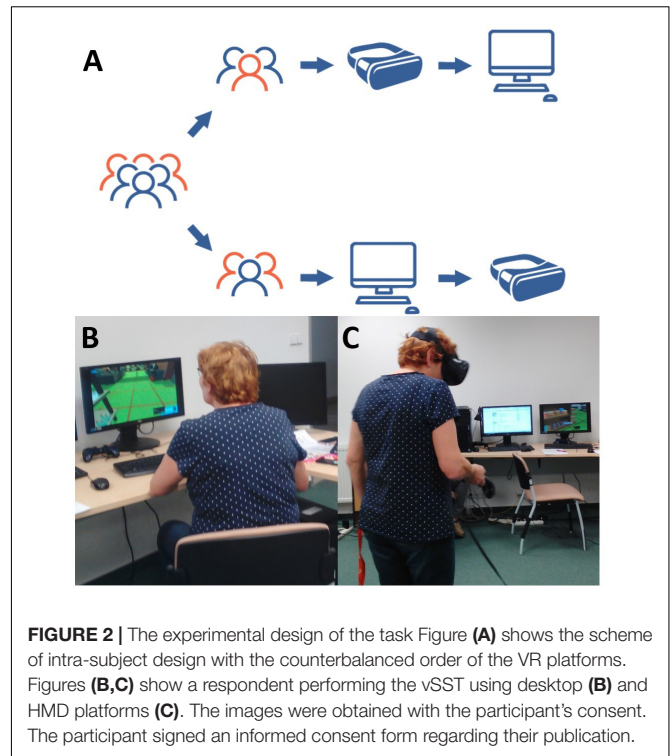 A
B
C
FIGURE 2 | The experimental design of the task Figure (A) shows the scheme
of intra-subject design with the counterbalanced order of the VR platforms.
Figures (B,C) show a respondent performing the vSST using desktop (B) and
HMD platforms (C). The images were obtained with the participant's consent.
The participant signed an informed consent form regarding their publication.